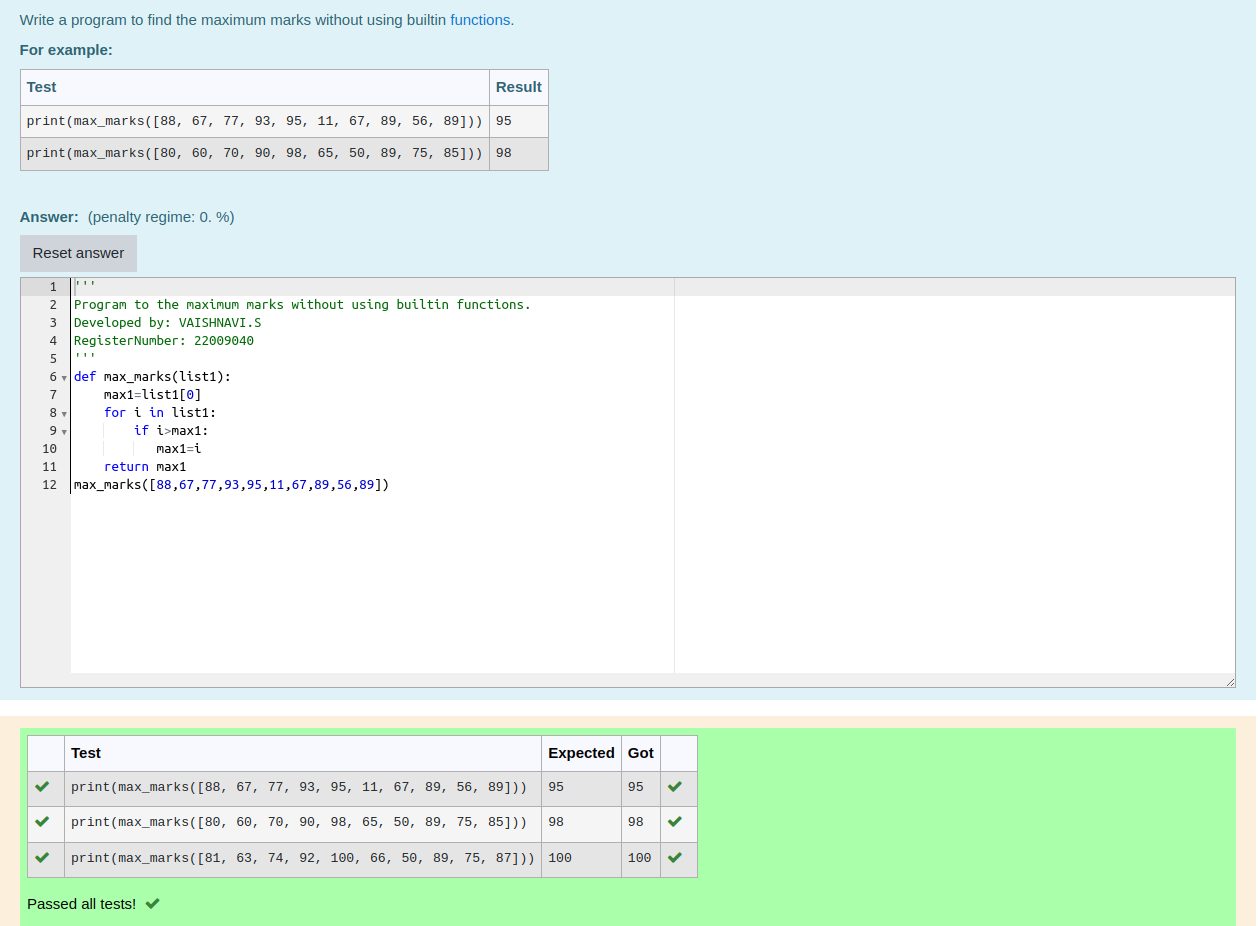 Write a program to find the maximum marks without using builtin functions.
For example:
Test Result
print(max_marks([88, 67, 77, 93, 95, 11, 67, 89, 56, 89])) 95
print(max_marks([80, 60, 70, 90, 98, 65, 50, 89, 75, 85])) 98
Answer: (penalty regime: 0. %)
Reset answer
1 '''
2 Program to the maximum marks without using builtin functions.
3 Developed by: VAISHNAVI.S
4 RegisterNumber: 22009040
5 '''
6 def max_marks(list1):
7     max1=list1[0]
8     for i in list1:
9         if i>max1:
10            max1=i
11     return max1
12 max_marks([88,67,77,93,95,11,67,89,56,89])
Test Expected Got
print(max_marks([88, 67, 77, 93, 95, 11, 67, 89, 56, 89])) 95 95
print(max_marks([80, 60, 70, 90, 98, 65, 50, 89, 75, 85])) 98 98
print(max_marks([81, 63, 74, 92, 100, 66, 50, 89, 75, 87])) 100 100
Passed all tests!